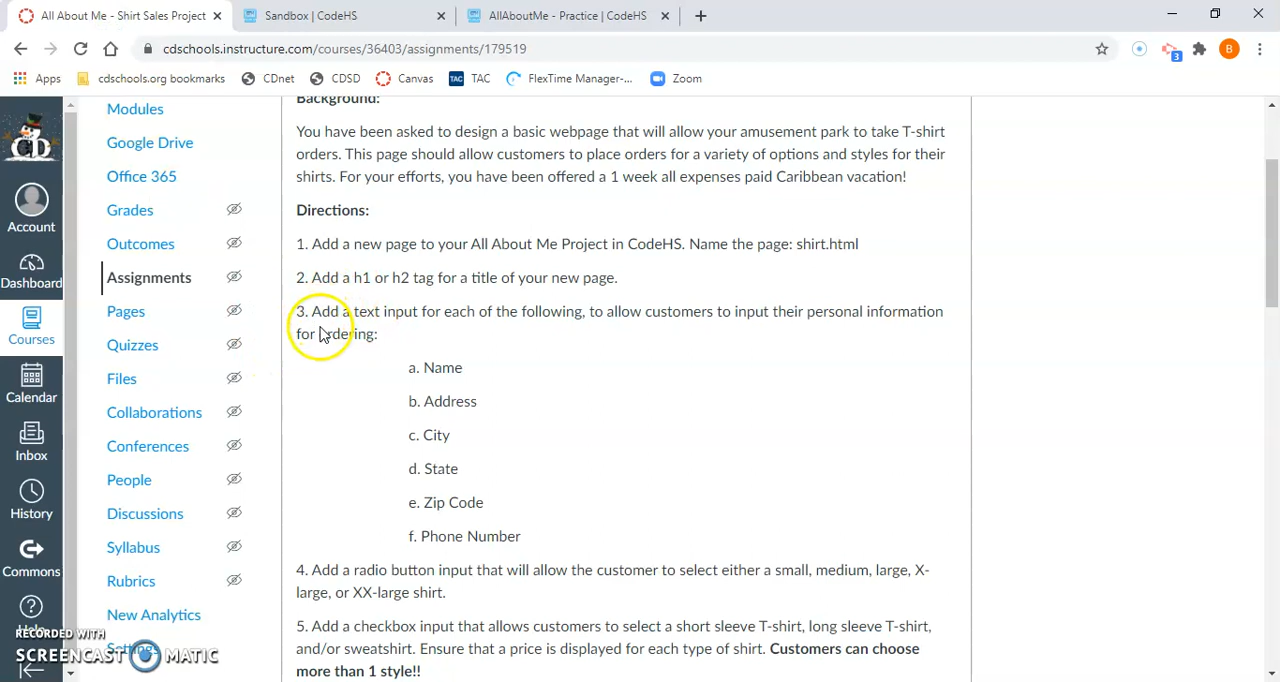 All About Me - Shirt Sales Project
Sandbox | CodeHS
AllAboutMe - Practice | CodeHS
cdschools.instructure.com/courses/36403/assignments/179519
3
B
Apps
cdschools.org bookmarks
CDnet
CDSD
Canvas
TAC
TAC
FlexTime Manager-...
Zoom
CD
Account
Dashboard
Courses
Calendar
Inbox
History
Commons
Modules
Google Drive
Office 365
Grades
Outcomes
Assignments
Pages
Quizzes
Files
Collaborations
Conferences
People
Discussions
Syllabus
Rubrics
New Analytics
Settings
Background:
You have been asked to design a basic webpage that will allow your amusement park to take T-shirt
orders. This page should allow customers to place orders for a variety of options and styles for their
shirts. For your efforts, you have been offered a 1 week all expenses paid Caribbean vacation!
Directions:
1. Add a new page to your All About Me Project in CodeHS. Name the page: shirt.html
2. Add a h1 or h2 tag for a title of your new page.
3. Add a text input for each of the following, to allow customers to input their personal information
for ordering:
a. Name
b. Address
c. City
d. State
e. Zip Code
f. Phone Number
4. Add a radio button input that will allow the customer to select either a small, medium, large, X-
large, or XX-large shirt.
5. Add a checkbox input that allows customers to select a short sleeve T-shirt, long sleeve T-shirt,
and/or sweatshirt. Ensure that a price is displayed for each type of shirt. Customers can choose
more than 1 style!!
RECORDED WITH
SCREENCAST MATIC